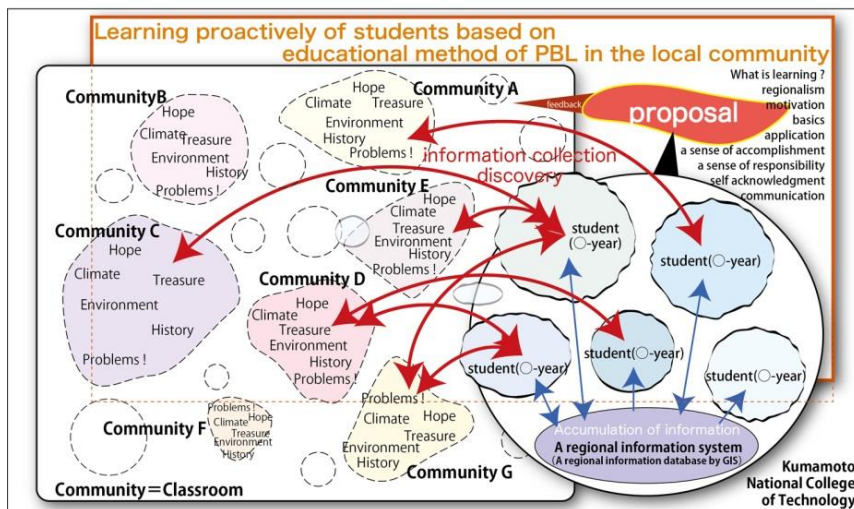 Learning proactively of students based on
educational method of PBL in the local community
CommunityB
Hope
Climate
Treasure
Environment
History
Problems !
Community A
Hope
Climate
Treasure
Environment
History
Problems !
feedback
proposal
What is learning ?
regionalism
motivation
basics
application
a sense of accomplishment
a sense of responsibility
self acknowledgment
communication
information collection
discovery
Community E
Hope
Climate
Treasure
Environment
History
Problems !
Community C
Hope
Climate
Treasure
Environment
History
Problems !
Community D
Hope
Climate
Treasure
Environment
History
Problems !
student
(○-year)
student(○-year)
student(○-year)
student(○-year)
student(○-year)
Community F
Problems !
Climate
Hope
Treasure
Environment
History
Problems !
Climate
Hope
Treasure
Environment
History
Community G
Accumulation of information
A regional information system
(A regional information database by GIS)
Community=Classroom
Kumamoto
National College
of Technology